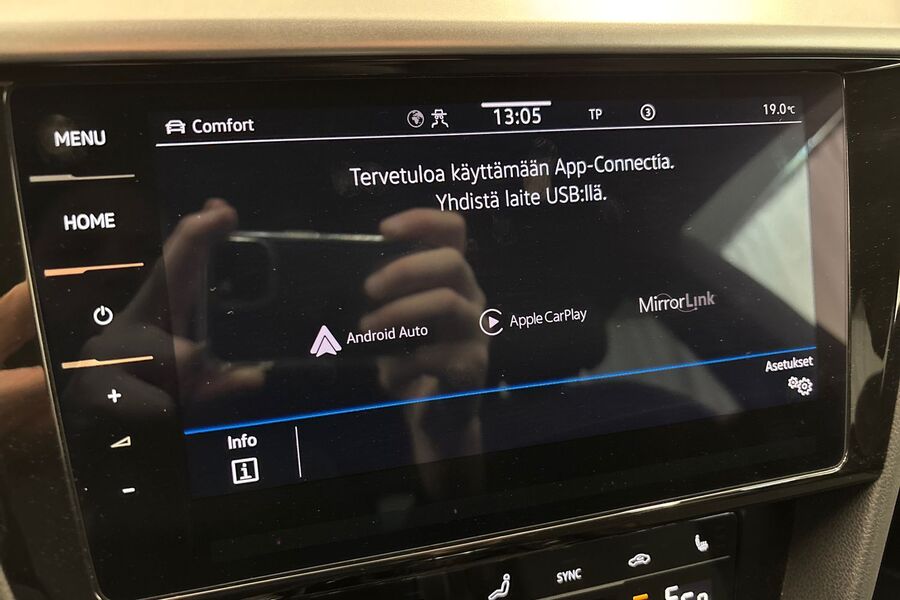 MENU
HOME
Comfort
13:05
TP
3
19.0°C
Tervetuloa käyttämään App-Connectia.
Yhdistä laite USB:llä.
Android Auto
Apple CarPlay
MirrorLink
Asetukset
Info
i
+
-
SYNC